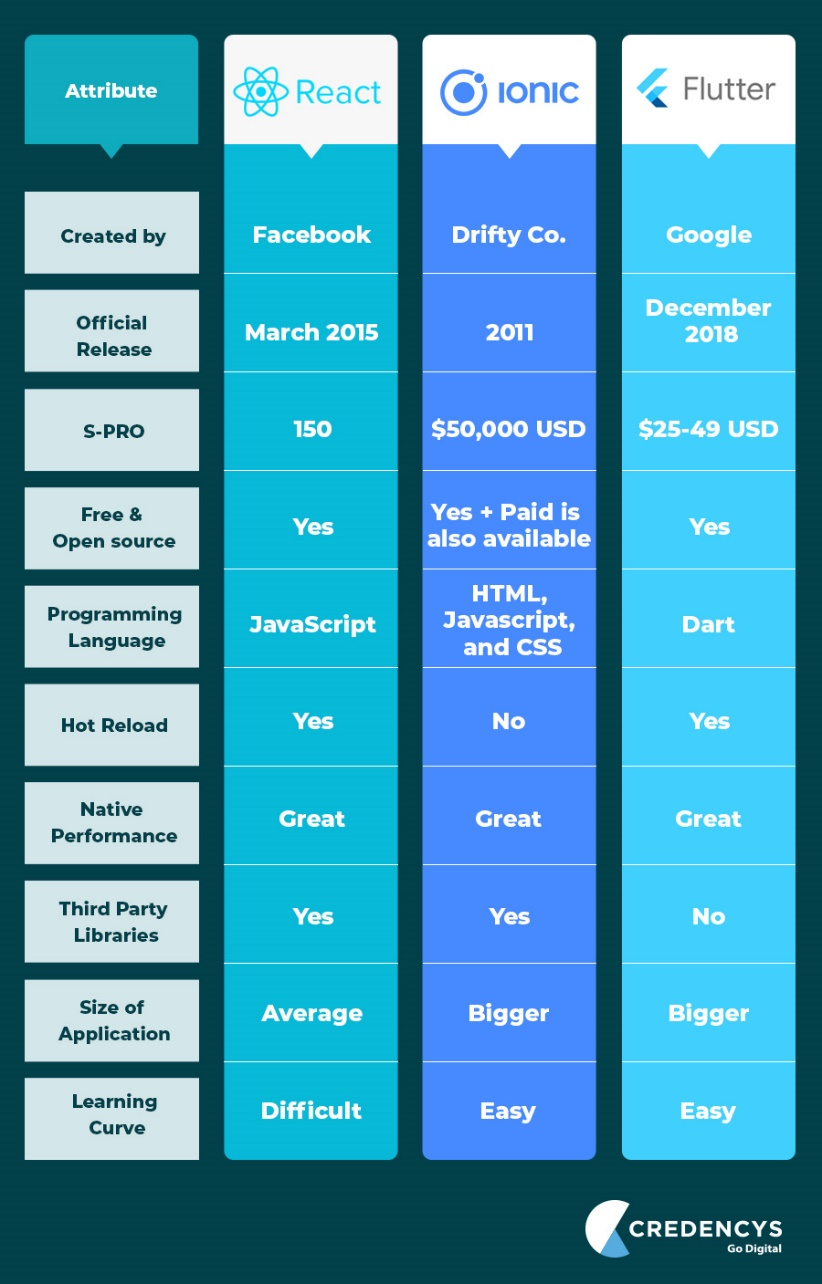 Attribute
React
IONIC
Flutter
Created by
Facebook
Drifty Co.
Google
Official
Release
March 2015
2011
December
2018
S-PRO
150
$50,000 USD
$25-49 USD
Free &
Open source
Yes
Yes + Paid is
also available
Yes
Programming
Language
JavaScript
HTML,
Javascript,
and CSS
Dart
Hot Reload
Yes
No
Yes
Native
Performance
Great
Great
Great
Third Party
Libraries
Yes
Yes
No
Size of
Application
Average
Bigger
Bigger
Learning
Curve
Difficult
Easy
Easy
CREDENCYS
Go Digital